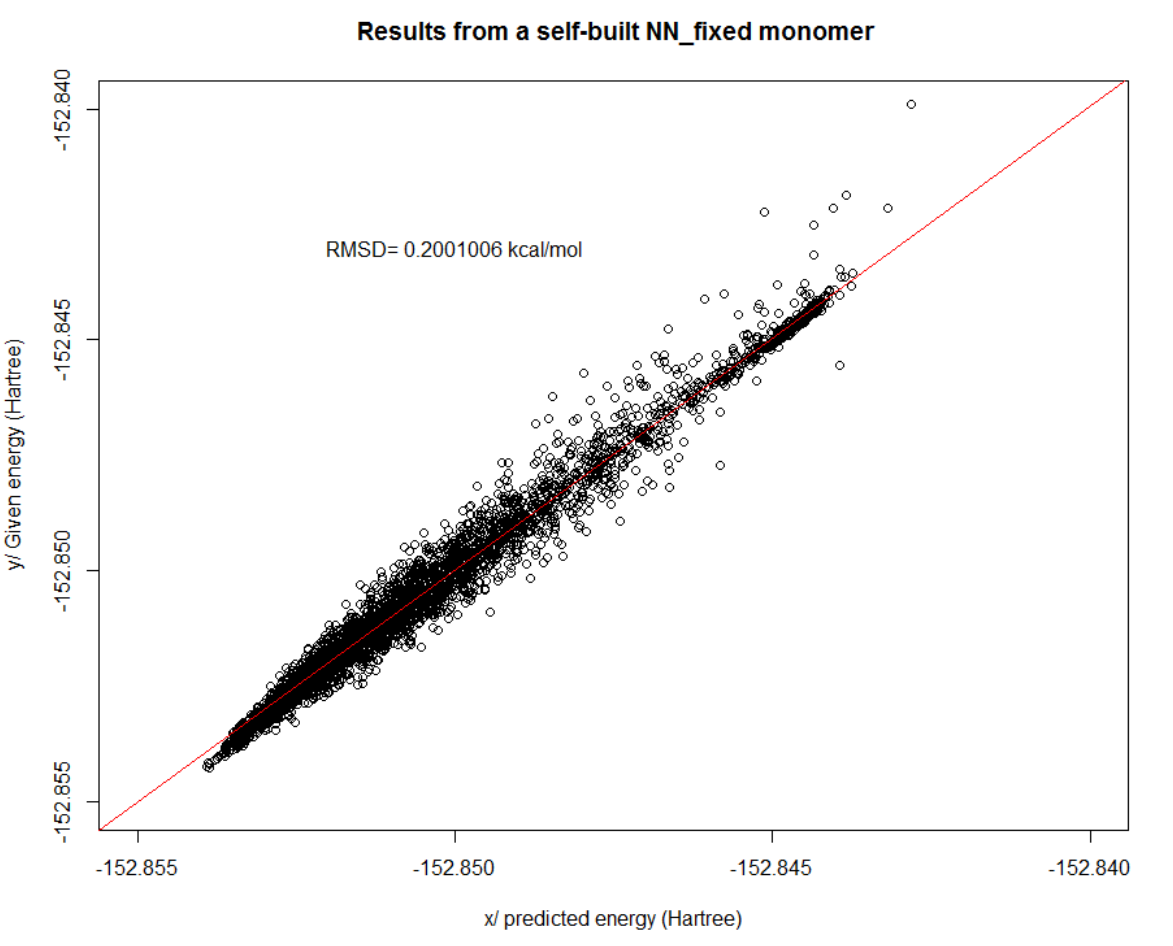 Results from a self-built NN_fixed monomer
-152.840
RMSD= 0.2001006 kcal/mol
-152.845
y/ Given energy (Hartree)
-152.850
-152.855
-152.855 -152.850 -152.845 -152.840
x/ predicted energy (Hartree)